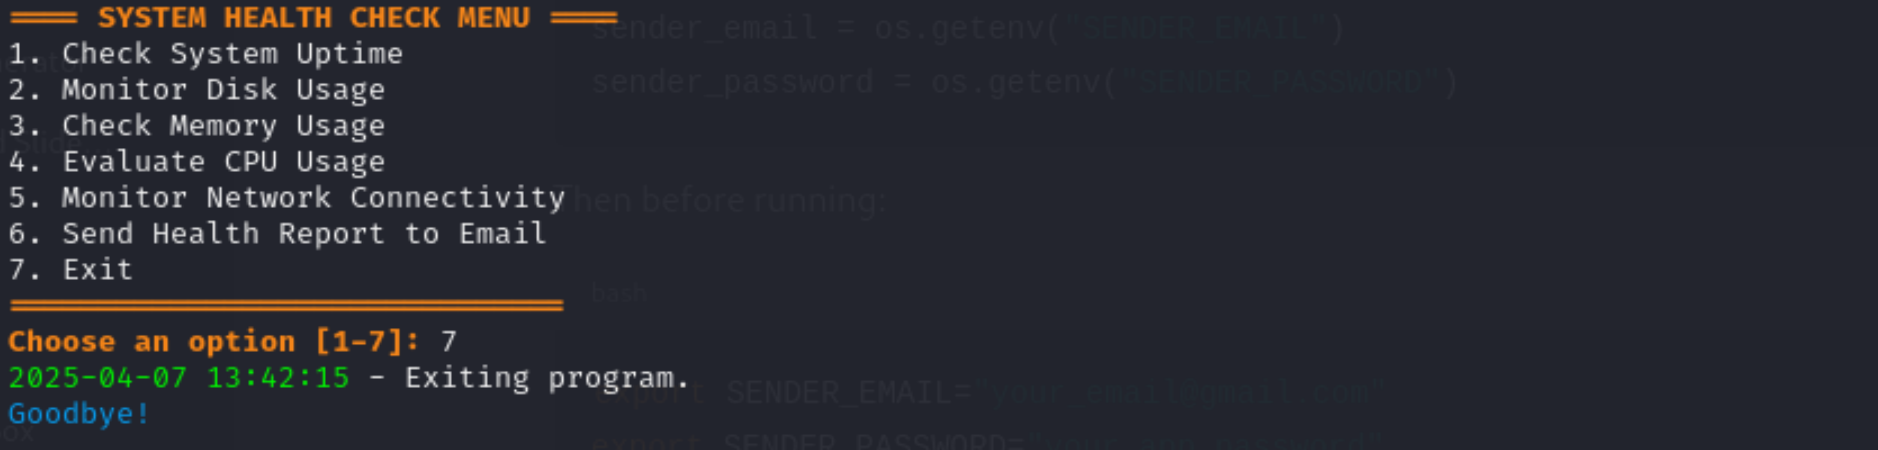 ═══ SYSTEM HEALTH CHECK MENU ═══
1. Check System Uptime
2. Monitor Disk Usage
3. Check Memory Usage
4. Evaluate CPU Usage
5. Monitor Network Connectivity
6. Send Health Report to Email
7. Exit
Choose an option [1-7]: 7
2025-04-07 13:42:15 - Exiting program.
Goodbye!
sender_email = os.getenv("SENDER_EMAIL")
sender_password = os.getenv("SENDER_PASSWORD")
Then before running:
bash
export SENDER_EMAIL="your_email@gmail.com"
export SENDER_PASSWORD="your_app_password"